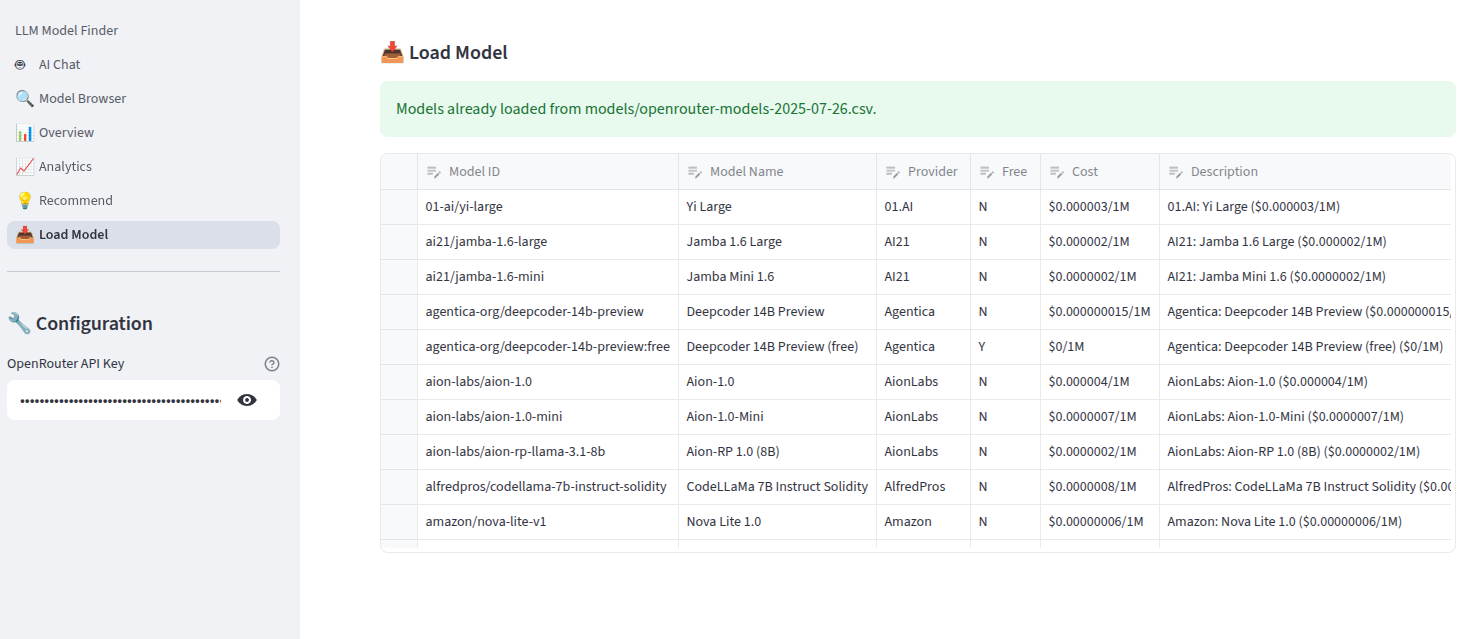 LLM Model Finder
AI Chat
Model Browser
Overview
Analytics
Recommend
Load Model
Configuration
OpenRouter API Key
Load Model
Models already loaded from models/openrouter-models-2025-07-26.csv.
Model ID Model Name Provider Free Cost Description
01-ai/yi-large Yi Large 01.AI N $0.000003/1M 01.AI: Yi Large ($0.000003/1M)
ai21/jamba-1.6-large Jamba 1.6 Large AI21 N $0.000002/1M AI21: Jamba 1.6 Large ($0.000002/1M)
ai21/jamba-1.6-mini Jamba Mini 1.6 AI21 N $0.0000002/1M AI21: Jamba Mini 1.6 ($0.0000002/1M)
agentica-org/deepcoder-14b-preview Deepcoder 14B Preview Agentica N $0.000000015/1M Agentica: Deepcoder 14B Preview ($0.000000015,
agentica-org/deepcoder-14b-preview:free Deepcoder 14B Preview (free) Agentica Y $0/1M Agentica: Deepcoder 14B Preview (free) ($0/1M)
aion-labs/aion-1.0 Aion-1.0 AionLabs N $0.000004/1M AionLabs: Aion-1.0 ($0.000004/1M)
aion-labs/aion-1.0-mini Aion-1.0-Mini AionLabs N $0.0000007/1M AionLabs: Aion-1.0-Mini ($0.0000007/1M)
aion-labs/aion-rp-llama-3.1-8b Aion-RP 1.0 (8B) AionLabs N $0.0000002/1M AionLabs: Aion-RP 1.0 (8B) ($0.0000002/1M)
alfredpros/codellama-7b-instruct-solidity CodeLLaMa 7B Instruct Solidity AlfredPros N $0.0000008/1M AlfredPros: CodeLLaMa 7B Instruct Solidity ($0.00
amazon/nova-lite-v1 Nova Lite 1.0 Amazon N $0.00000006/1M Amazon: Nova Lite 1.0 ($0.00000006/1M)